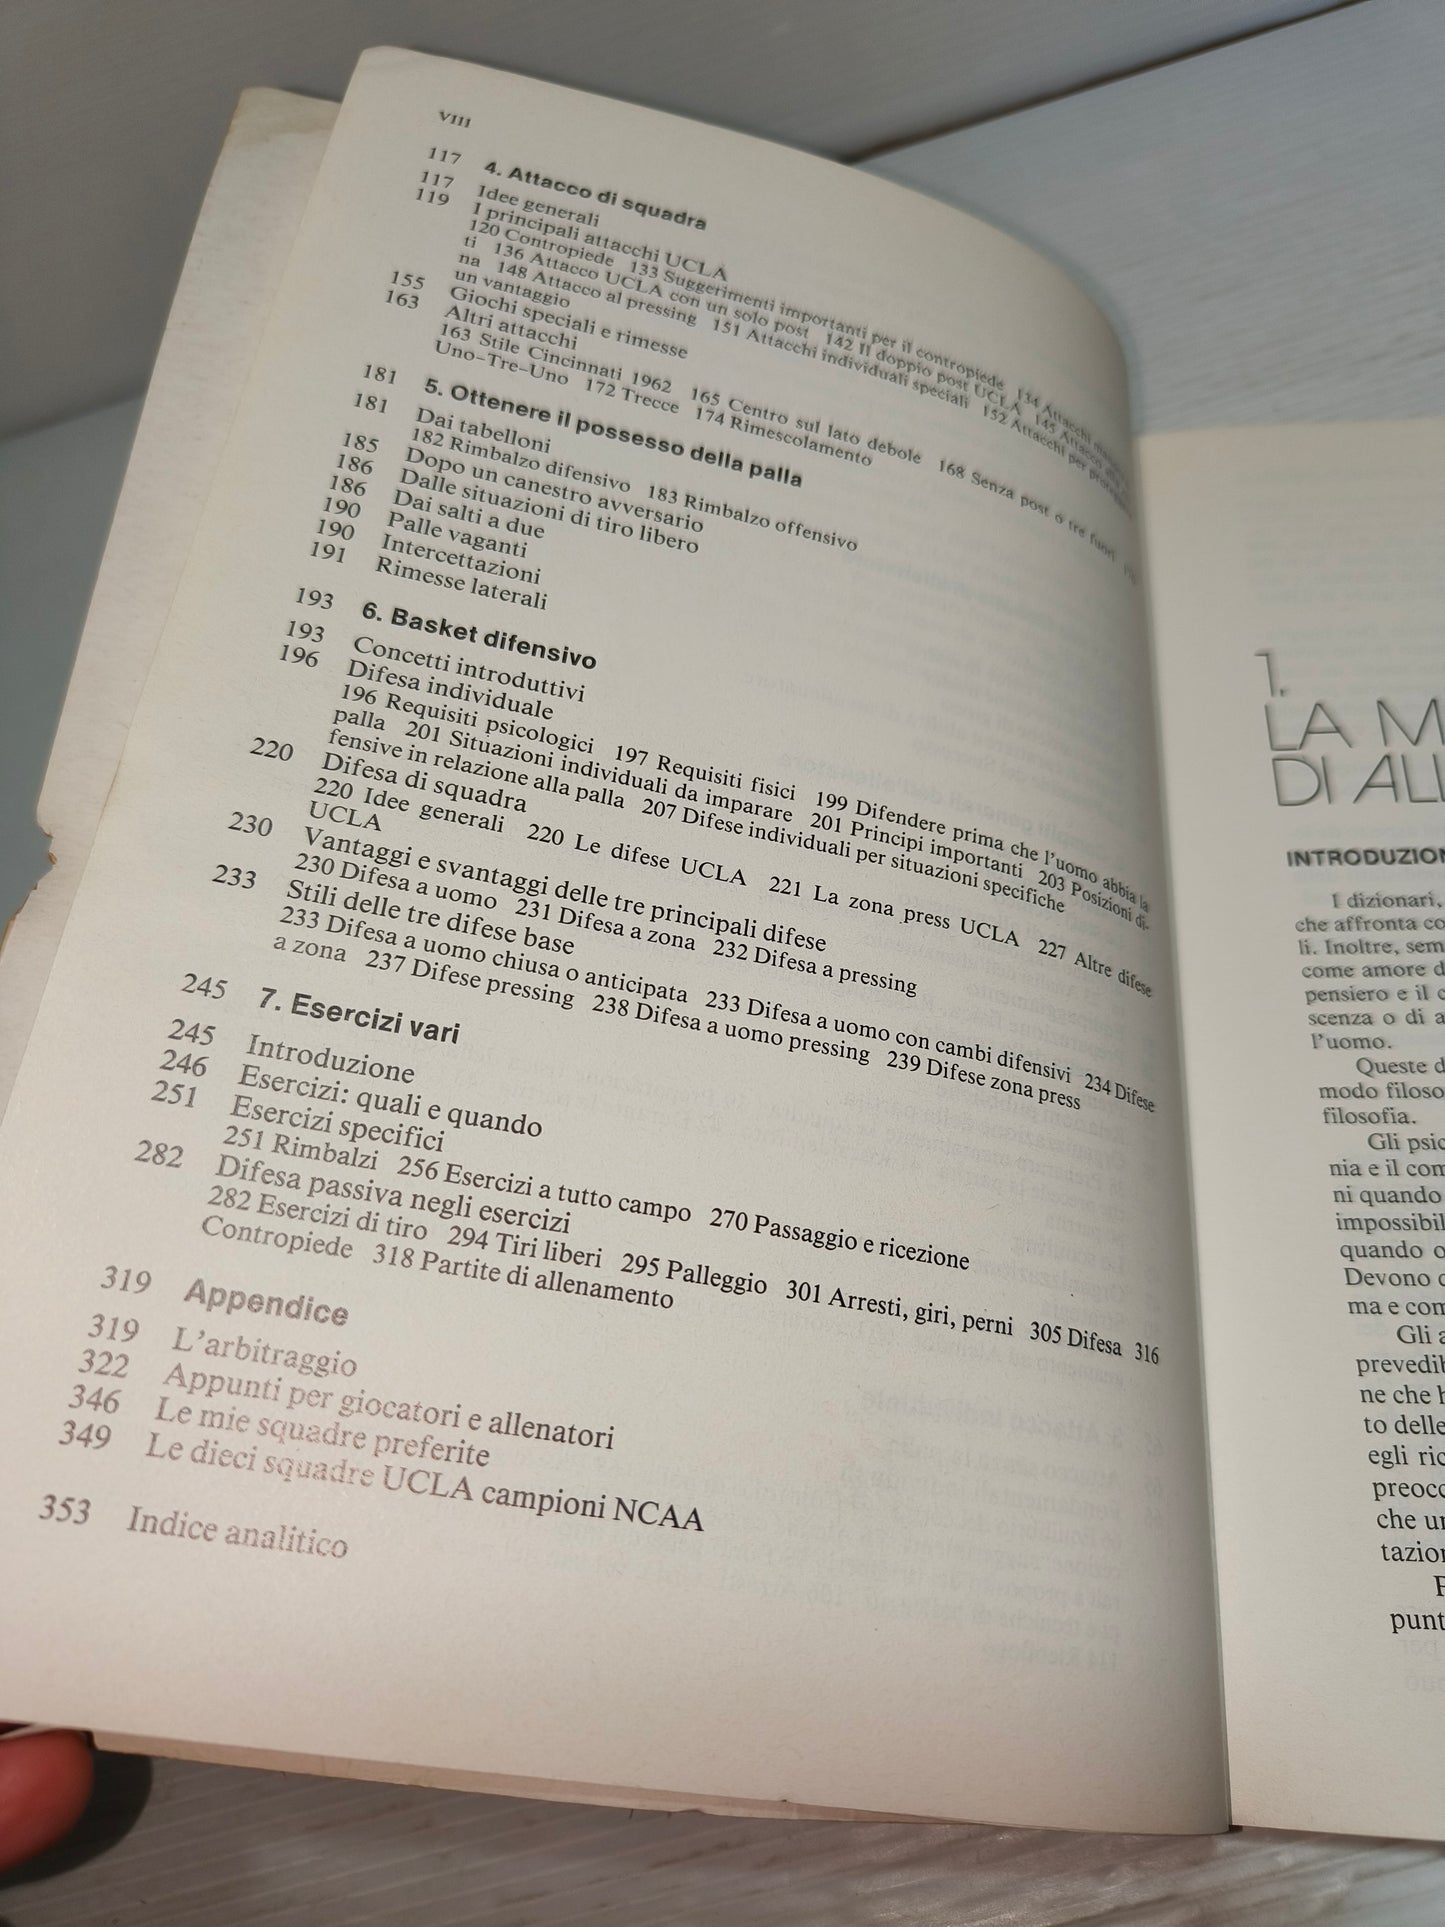 VIII
117 4. Attacco di squadra
117 Idee generali
119 I principali attacchi UCLA
120 Contropiede 133 Suggerimenti importanti per il contropiede 134 Attacchi
ti 136 Attacco UCLA con un solo post 142 Il doppio post UCLA 145 Attacco
na 148 Attacco al pressing 151 Attacchi individuali speciali 152 Attacchi per
un vantaggio
155 Giochi speciali e rimesse
163 Altri attacchi
163 Stile Cincinnati 1962 165 Centro sul lato debole 168 Senza post o tre fuori
Uno-Tre-Uno 172 Trecce 174 Rimescolamento
181 5. Ottenere il possesso della palla
181 Dai tabelloni
182 Rimbalzo difensivo 183 Rimbalzo offensivo
185 Dopo un canestro avversario
186 Dalle situazioni di tiro libero
186 Dai salti a due
190 Palle vaganti
190 Intercettazioni
191 Rimesse laterali
193 6. Basket difensivo
193 Concetti introduttivi
196 Difesa individuale
196 Requisiti psicologici 197 Requisiti fisici 199 Difendere prima che l'uomo abbia la
palla 201 Situazioni individuali da imparare 201 Principi importanti 203 Posizioni di-
fensive in relazione alla palla 207 Difese individuali per situazioni specifiche
220 Difesa di squadra
220 Idee generali 220 Le difese UCLA 221 La zona press UCLA 227 Altre difese
UCLA
230 Vantaggi e svantaggi delle tre principali difese
230 Difesa a uomo 231 Difesa a zona 232 Difesa a pressing
233 Stili delle tre difese base
233 Difesa a uomo chiusa o anticipata 233 Difesa a uomo con cambi difensivi 234 Difese
a zona 237 Difese pressing 238 Difesa a uomo pressing 239 Difese zona press
245 7. Esercizi vari
245 Introduzione
246 Esercizi: quali e quando
251 Esercizi specifici
251 Rimbalzi 256 Esercizi a tutto campo 270 Passaggio e ricezione
282 Difesa passiva negli esercizi
282 Esercizi di tiro 294 Tiri liberi 295 Palleggio 301 Arresti, giri, perni 305 Difesa 316
Contropiede 318 Partite di allenamento
319 Appendice
319 L'arbitraggio
322 Appunti per giocatori e allenatori
346 Le mie squadre preferite
349 Le dieci squadre UCLA campioni NCAA
353 Indice analitico
1.
LA M
DI ALL
INTRODUZION
I dizionari,
che affronta co
li. Inoltre, sem
come amore d
pensiero e il c
scenza o di a
l'uomo.
Queste d
modo filoso
filosofia.
Gli psic
nia e il com
ni quando
impossibil
quando o
Devono c
ma e com
Gli a
prevedib
ne che h
to delle
egli ric
preocc
che un
tazion
punt